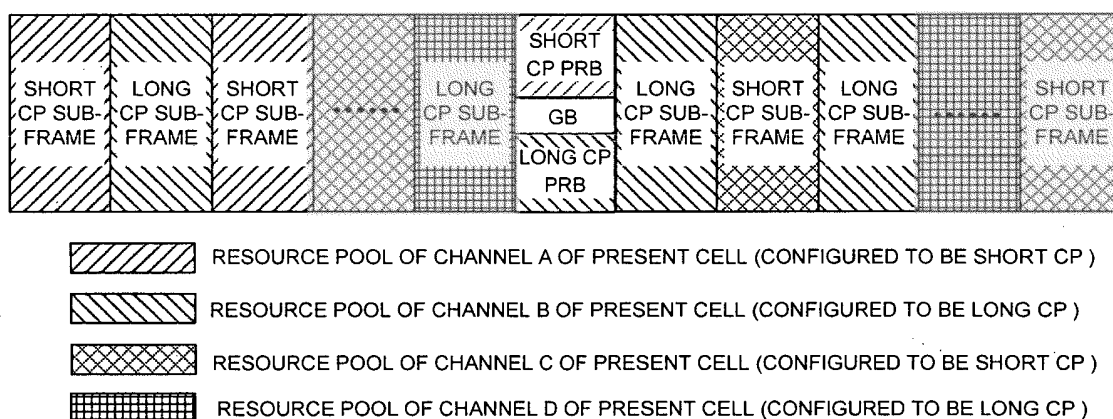 SHORT CP SUB-FRAME
LONG CP SUB-FRAME
SHORT CP SUB-FRAME
......
LONG CP SUB-FRAME
SHORT CP PRB
GB
LONG CP PRB
LONG CP SUB-FRAME
SHORT CP SUB-FRAME
LONG CP SUB-FRAME
......
SHORT CP SUB-FRAME
RESOURCE POOL OF CHANNEL A OF PRESENT CELL (CONFIGURED TO BE SHORT CP )
RESOURCE POOL OF CHANNEL B OF PRESENT CELL (CONFIGURED TO BE LONG CP )
RESOURCE POOL OF CHANNEL C OF PRESENT CELL (CONFIGURED TO BE SHORT CP )
RESOURCE POOL OF CHANNEL D OF PRESENT CELL (CONFIGURED TO BE LONG CP )